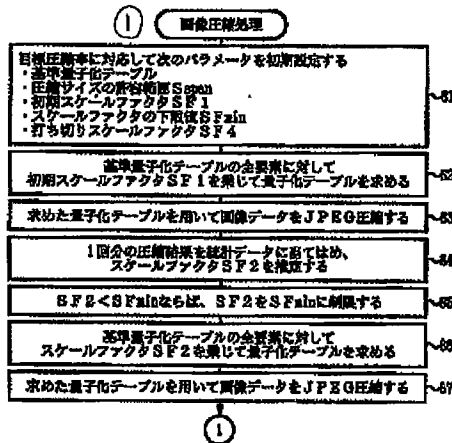 ①
画像圧縮処理
目標圧縮率に対応して次のパラメータを初期設定する
・基準量子化テーブル
・圧縮サイズの許容範囲Sspan
・初期スケールファクタSF1
・スケールファクタの下限値SFmin
・打ち切りスケールファクタSF4
S1
基準量子化テーブルの全要素に対して
初期スケールファクタSF1を乗じて量子化テーブルを求める
S2
求めた量子化テーブルを用いて画像データをJPEG圧縮する
S3
1回分の圧縮結果を統計データに当てはめ、
スケールファクタSF2を推定する
S4
SF2<SFminならば、SF2をSFminに制限する
S5
基準量子化テーブルの全要素に対して
スケールファクタSF2を乗じて量子化テーブルを求める
S6
求めた量子化テーブルを用いて画像データをJPEG圧縮する
S7
①